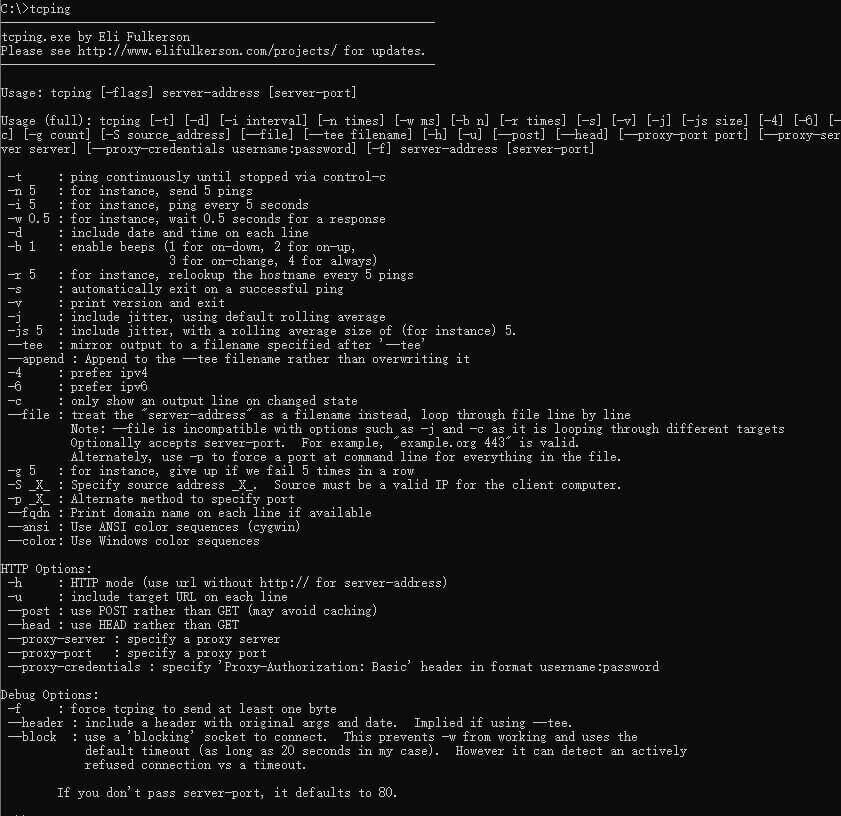 C:\>tcping
tcping.exe by Eli Fulkerson
Please see http://www.elifulkerson.com/projects/ for updates.
Usage: tcping [-flags] server-address [server-port]
Usage (full): tcping [-t] [-d] [-i interval] [-n times] [-w ms] [-b n] [-r times] [-s] [-v] [-j] [-js size] [-4] [-6] [-
c] [-g count] [-S source_address] [--file] [--tee filename] [-h] [-u] [--post] [--head] [--proxy-port port] [--proxy-ser
ver server] [--proxy-credentials username:password] [-f] server-address [server-port]
-t     : ping continuously until stopped via control-c
-n 5   : for instance, send 5 pings
-i 5   : for instance, ping every 5 seconds
-w 0.5 : for instance, wait 0.5 seconds for a response
-d     : include date and time on each line
-b 1   : enable beeps (1 for on-down, 2 for on-up,
3 for on-change, 4 for always)
-r 5   : for instance, relookup the hostname every 5 pings
-s     : automatically exit on a successful ping
-v     : print version and exit
-j     : include jitter, using default rolling average
-js 5  : include jitter, with a rolling average size of (for instance) 5.
--tee  : mirror output to a filename specified after '--tee'
--append : Append to the --tee filename rather than overwriting it
-4     : prefer ipv4
-6     : prefer ipv6
-c     : only show an output line on changed state
--file : treat the "server-address" as a filename instead, loop through file line by line
Note: --file is incompatible with options such as -j and -c as it is looping through different targets
Optionally accepts server-port.  For example, "example.org 443" is valid.
Alternately, use -p to force a port at command line for everything in the file.
-g 5   : for instance, give up if we fail 5 times in a row
-S _X_ : Specify source address _X_.  Source must be a valid IP for the client computer.
-p _X_ : Alternate method to specify port
--fqdn : Print domain name on each line if available
--ansi : Use ANSI color sequences (cygwin)
--color: Use Windows color sequences
HTTP Options:
-h     : HTTP mode (use url without http:// for server-address)
-u     : include target URL on each line
--post : use POST rather than GET (may avoid caching)
--head : use HEAD rather than GET
--proxy-server : specify a proxy server
--proxy-port   : specify a proxy port
--proxy-credentials : specify 'Proxy-Authorization: Basic' header in format username:password
Debug Options:
-f     : force tcping to send at least one byte
--header : include a header with original args and date.  Implied if using --tee.
--block  : use a 'blocking' socket to connect.  This prevents -w from working and uses the
default timeout (as long as 20 seconds in my case).  However it can detect an actively
refused connection vs a timeout.
If you don't pass server-port, it defaults to 80.